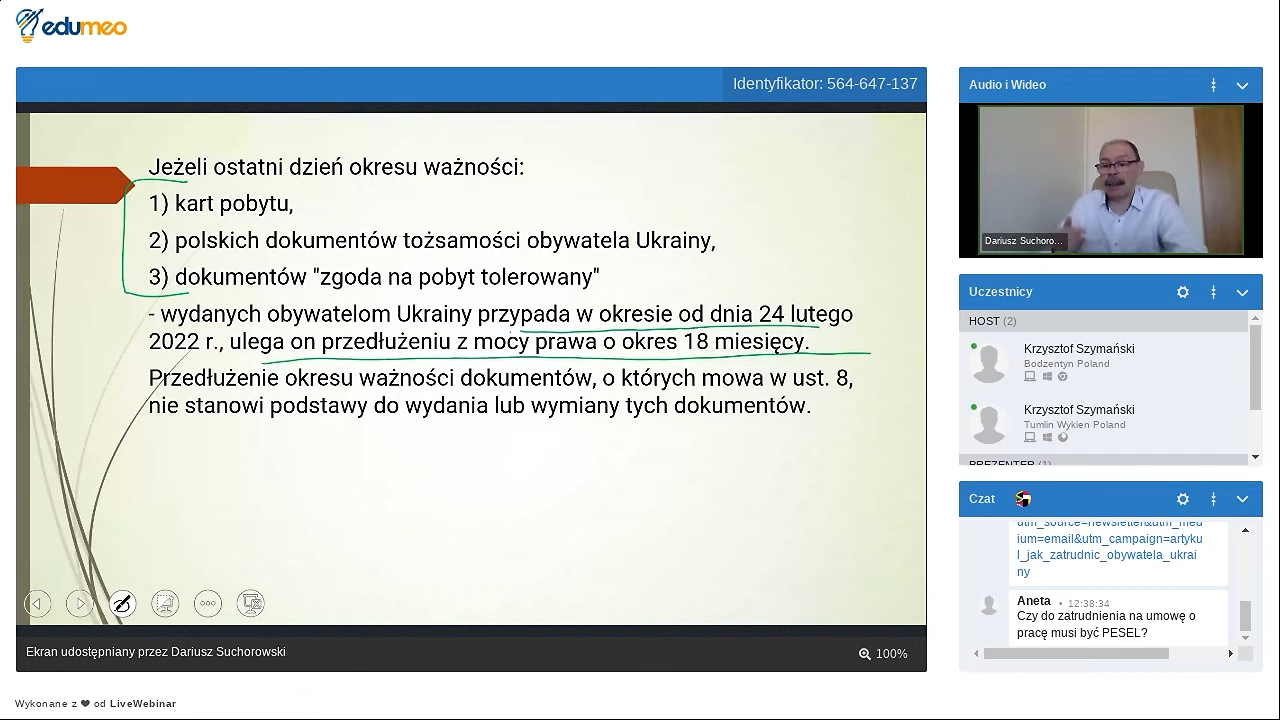 edumeo
Identyfikator: 564-647-137
Jeżeli ostatni dzień okresu ważności:
1) kart pobytu,
2) polskich dokumentów tożsamości obywatela Ukrainy,
3) dokumentów "zgoda na pobyt tolerowany"
- wydanych obywatelom Ukrainy przypada w okresie od dnia 24 lutego
2022 r., ulega on przedłużeniu z mocy prawa o okres 18 miesięcy.
Przedłużenie okresu ważności dokumentów, o których mowa w ust. 8,
nie stanowi podstawy do wydania lub wymiany tych dokumentów.
Ekran udostępniany przez Dariusz Suchorowski
100%
Audio i Wideo
Dariusz Suchoro...
Uczestnicy
HOST (2)
Krzysztof Szymański
Bodzentyn Poland
Krzysztof Szymański
Tumlin Wykien Poland
PREZENTER (1)
Czat
utm_source=newsletter&utm_med
ium=email&utm_campaign=artyku
l_jak_zatrudnic_obywatela_ukrai
ny
Aneta • 12:38:34
Czy do zatrudnienia na umowę o
pracę musi być PESEL?
Wykonane z ❤ od LiveWebinar